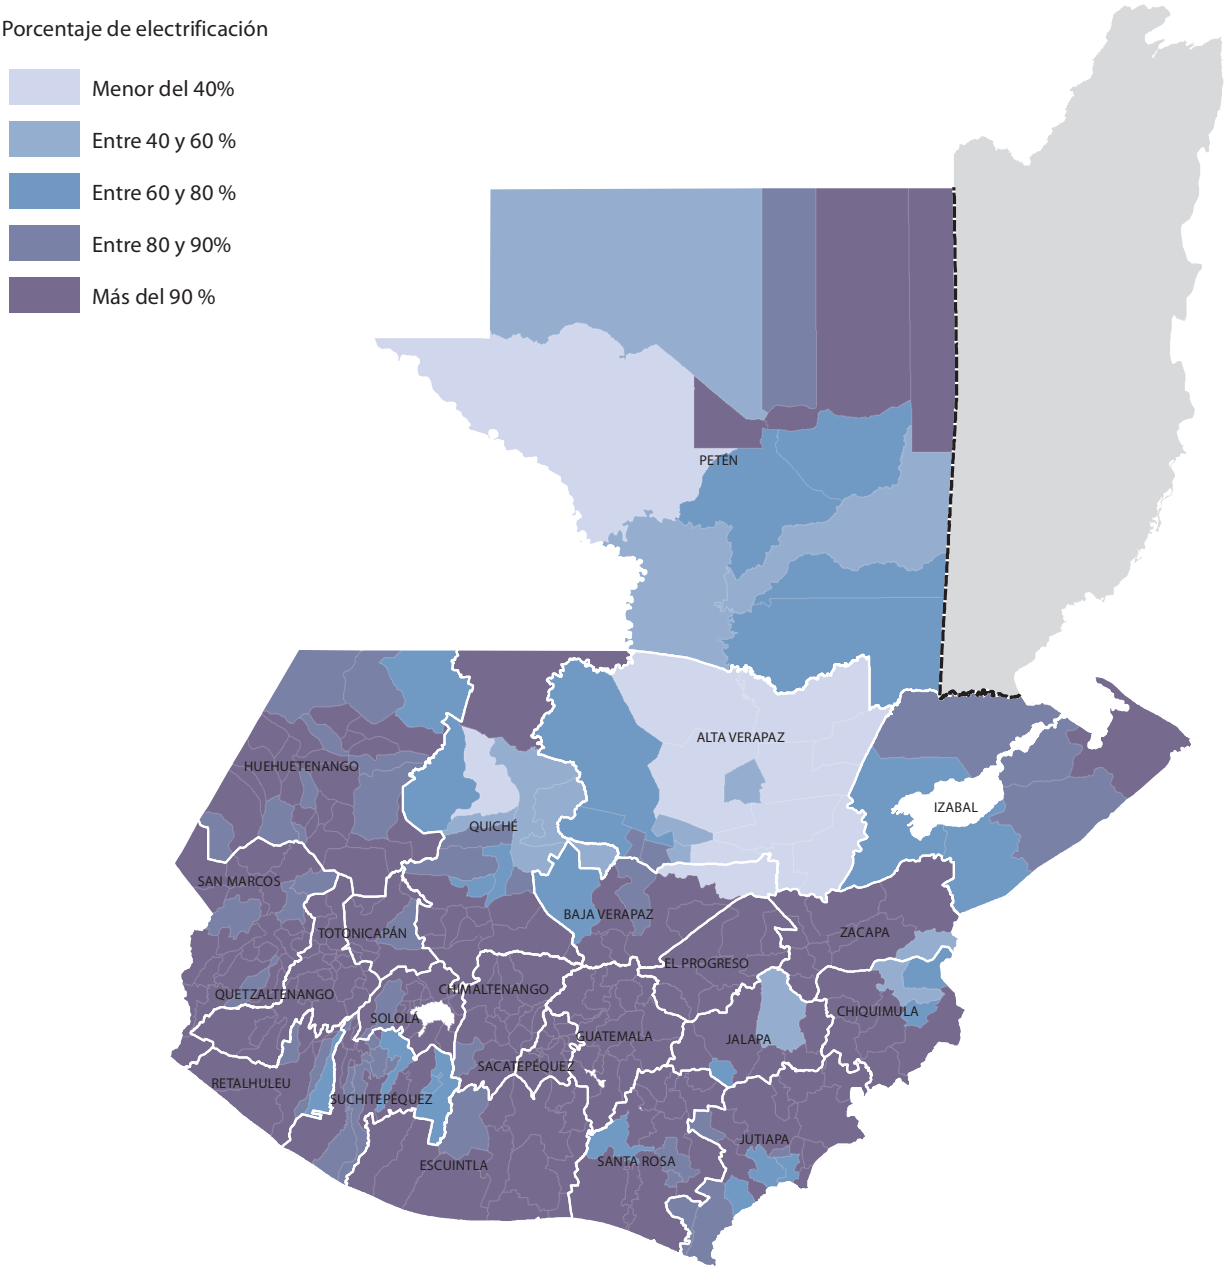 Porcentaje de electrificación
Menor del 40%
Entre 40 y 60 %
Entre 60 y 80 %
Entre 80 y 90%
Más del 90 %
PETÉN
ALTA VERAPAZ
HUEHUETENANGO
IZABAL
QUICHÉ
SAN MARCOS
BAJA VERAPAZ
TOTONICAPÁN
ZACAPA
EL PROGRESO
QUETZALTENANGO
CHIMALTENANGO
SOLOLÁ
CHIQUIMULA
GUATEMALA
JALAPA
SACATEPÉQUEZ
RETALHULEU
SUCHITEPÉQUEZ
JUTIAPA
ESCUINTLA
SANTA ROSA